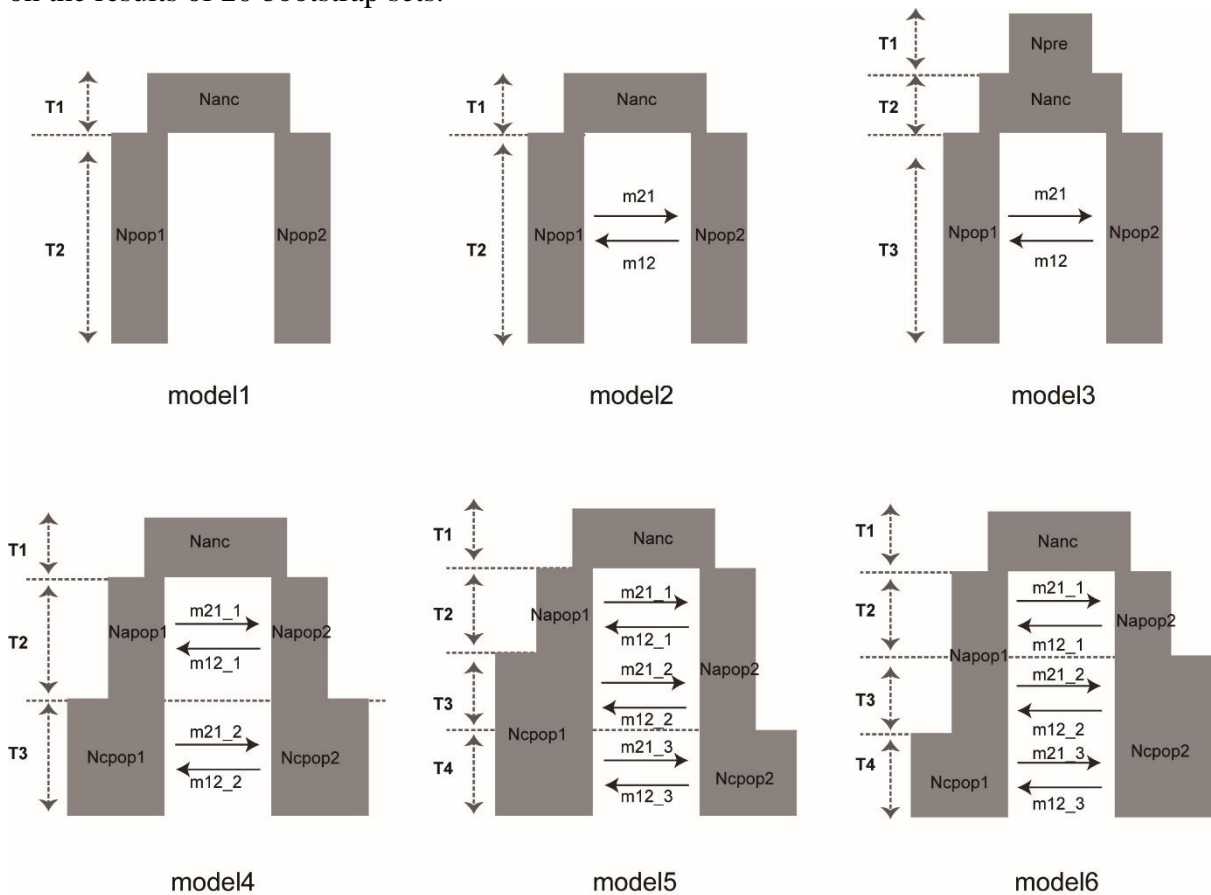 on the results of 20 bootstrap sets.
T1
Nanc
T2
Npop1
Npop2
model1
T1
Nanc
T2
Npop1
m21
m12
Npop2
model2
T1
Npre
T2
Nanc
T3
Npop1
m21
m12
Npop2
model3
T1
Nanc
T2
Napop1
m21_1
m12_1
Napop2
T3
Ncpop1
m21_2
m12_2
Ncpop2
model4
T1
Nanc
T2
Napop1
m21_1
m12_1
Napop2
T3
m21_2
m12_2
Ncpop1
T4
m21_3
m12_3
Ncpop2
model5
T1
Nanc
T2
m21_1
m12_1
Napop2
Napop1
T3
m21_2
m12_2
Ncpop2
T4
Ncpop1
m21_3
m12_3
model6